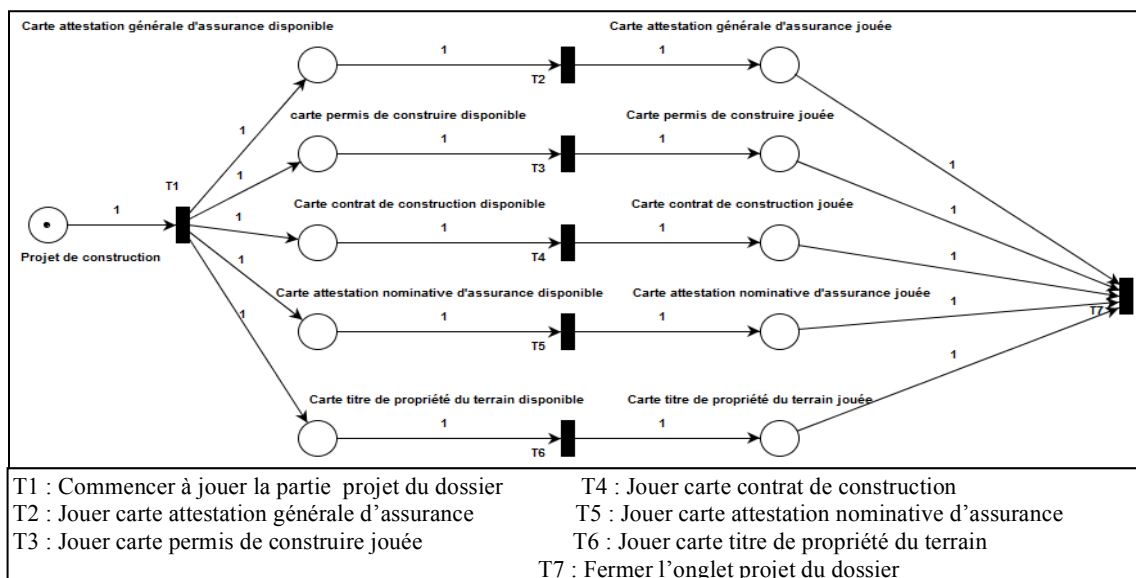 Carte attestation générale d'assurance disponible
Carte attestation générale d'assurance jouée
1
1
T2
carte permis de construire disponible
Carte permis de construire jouée
1
1
1
1
T1
1
T3
1
1
Carte contrat de construction disponible
Carte contrat de construction jouée
1
1
1
1
Projet de construction
T4
1
1
Carte attestation nominative d'assurance disponible
Carte attestation nominative d'assurance jouée
1
1
1
1
T7
T5
1
Carte titre de propriété du terrain disponible
Carte titre de propriété du terrain jouée
1
1
T6
T1 : Commencer à jouer la partie projet du dossier
T4 : Jouer carte contrat de construction
T2 : Jouer carte attestation générale d’assurance
T5 : Jouer carte attestation nominative d’assurance
T3 : Jouer carte permis de construire jouée
T6 : Jouer carte titre de propriété du terrain
T7 : Fermer l’onglet projet du dossier